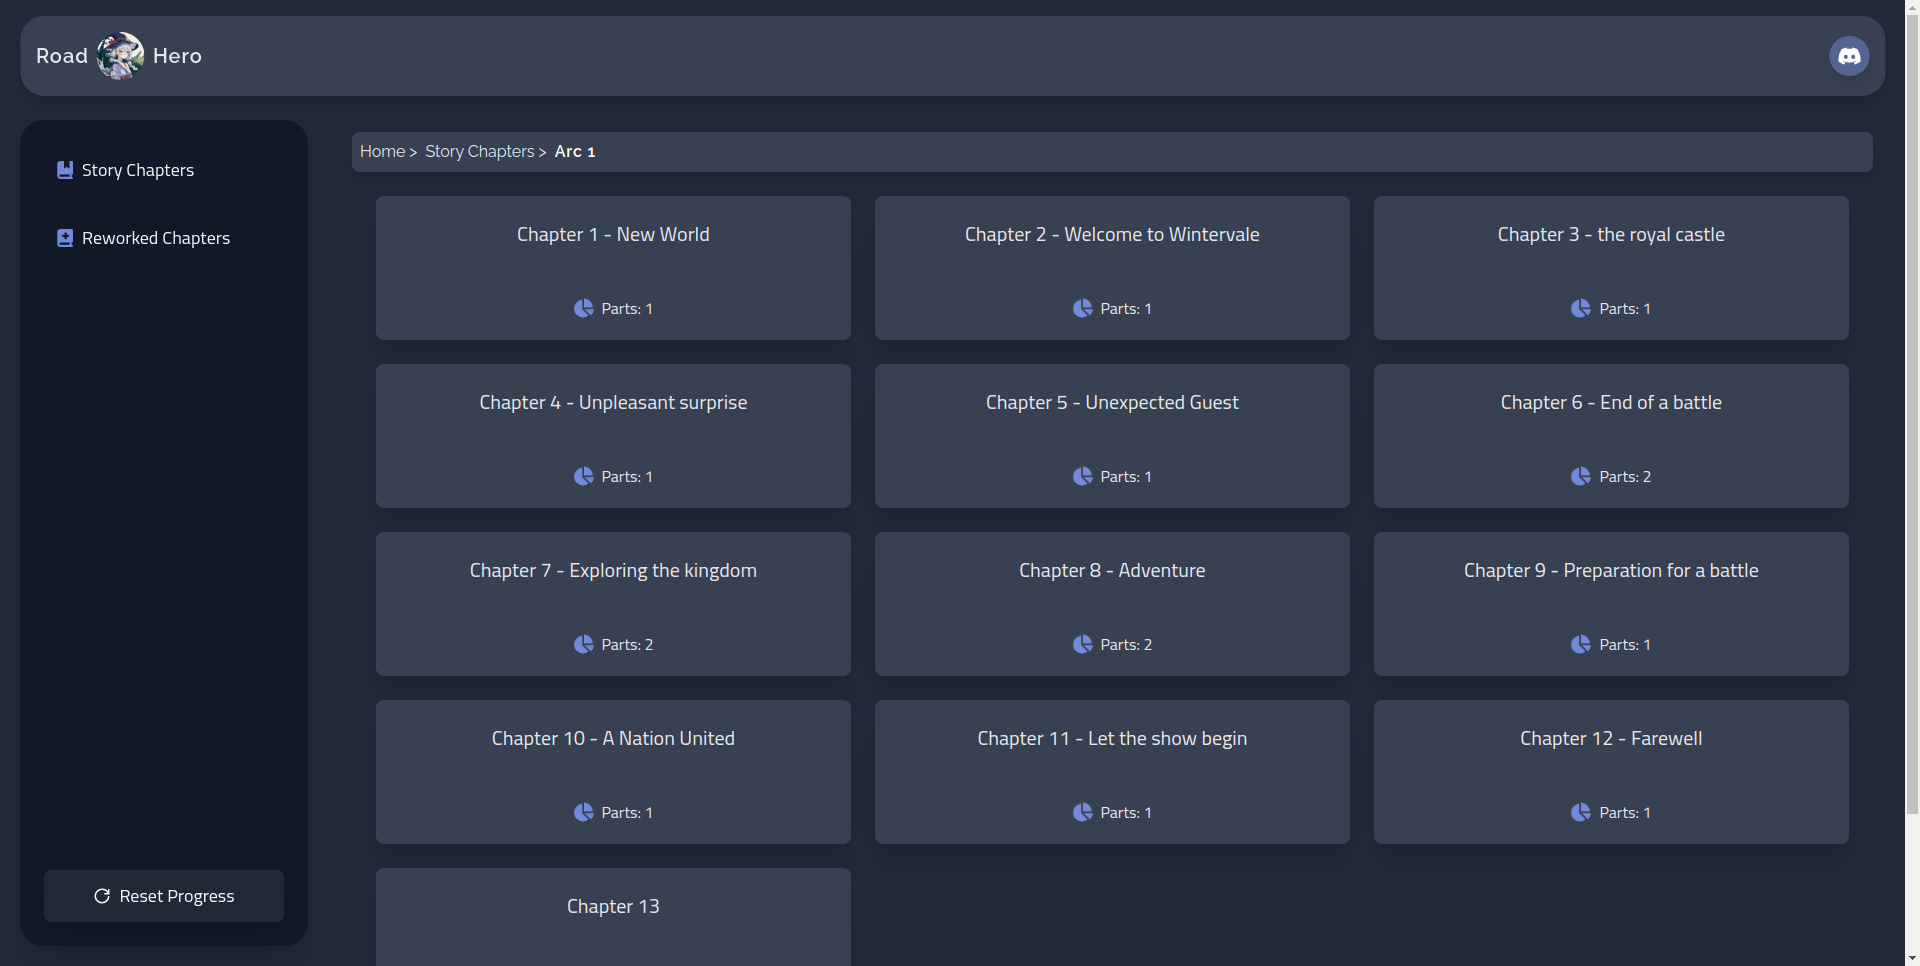 Road Hero
Story Chapters
Reworked Chapters
Reset Progress
Home > Story Chapters > Arc 1
Chapter 1 - New World
Parts: 1
Chapter 2 - Welcome to Wintervale
Parts: 1
Chapter 3 - the royal castle
Parts: 1
Chapter 4 - Unpleasant surprise
Parts: 1
Chapter 5 - Unexpected Guest
Parts: 1
Chapter 6 - End of a battle
Parts: 2
Chapter 7 - Exploring the kingdom
Parts: 2
Chapter 8 - Adventure
Parts: 2
Chapter 9 - Preparation for a battle
Parts: 1
Chapter 10 - A Nation United
Parts: 1
Chapter 11 - Let the show begin
Parts: 1
Chapter 12 - Farewell
Parts: 1
Chapter 13